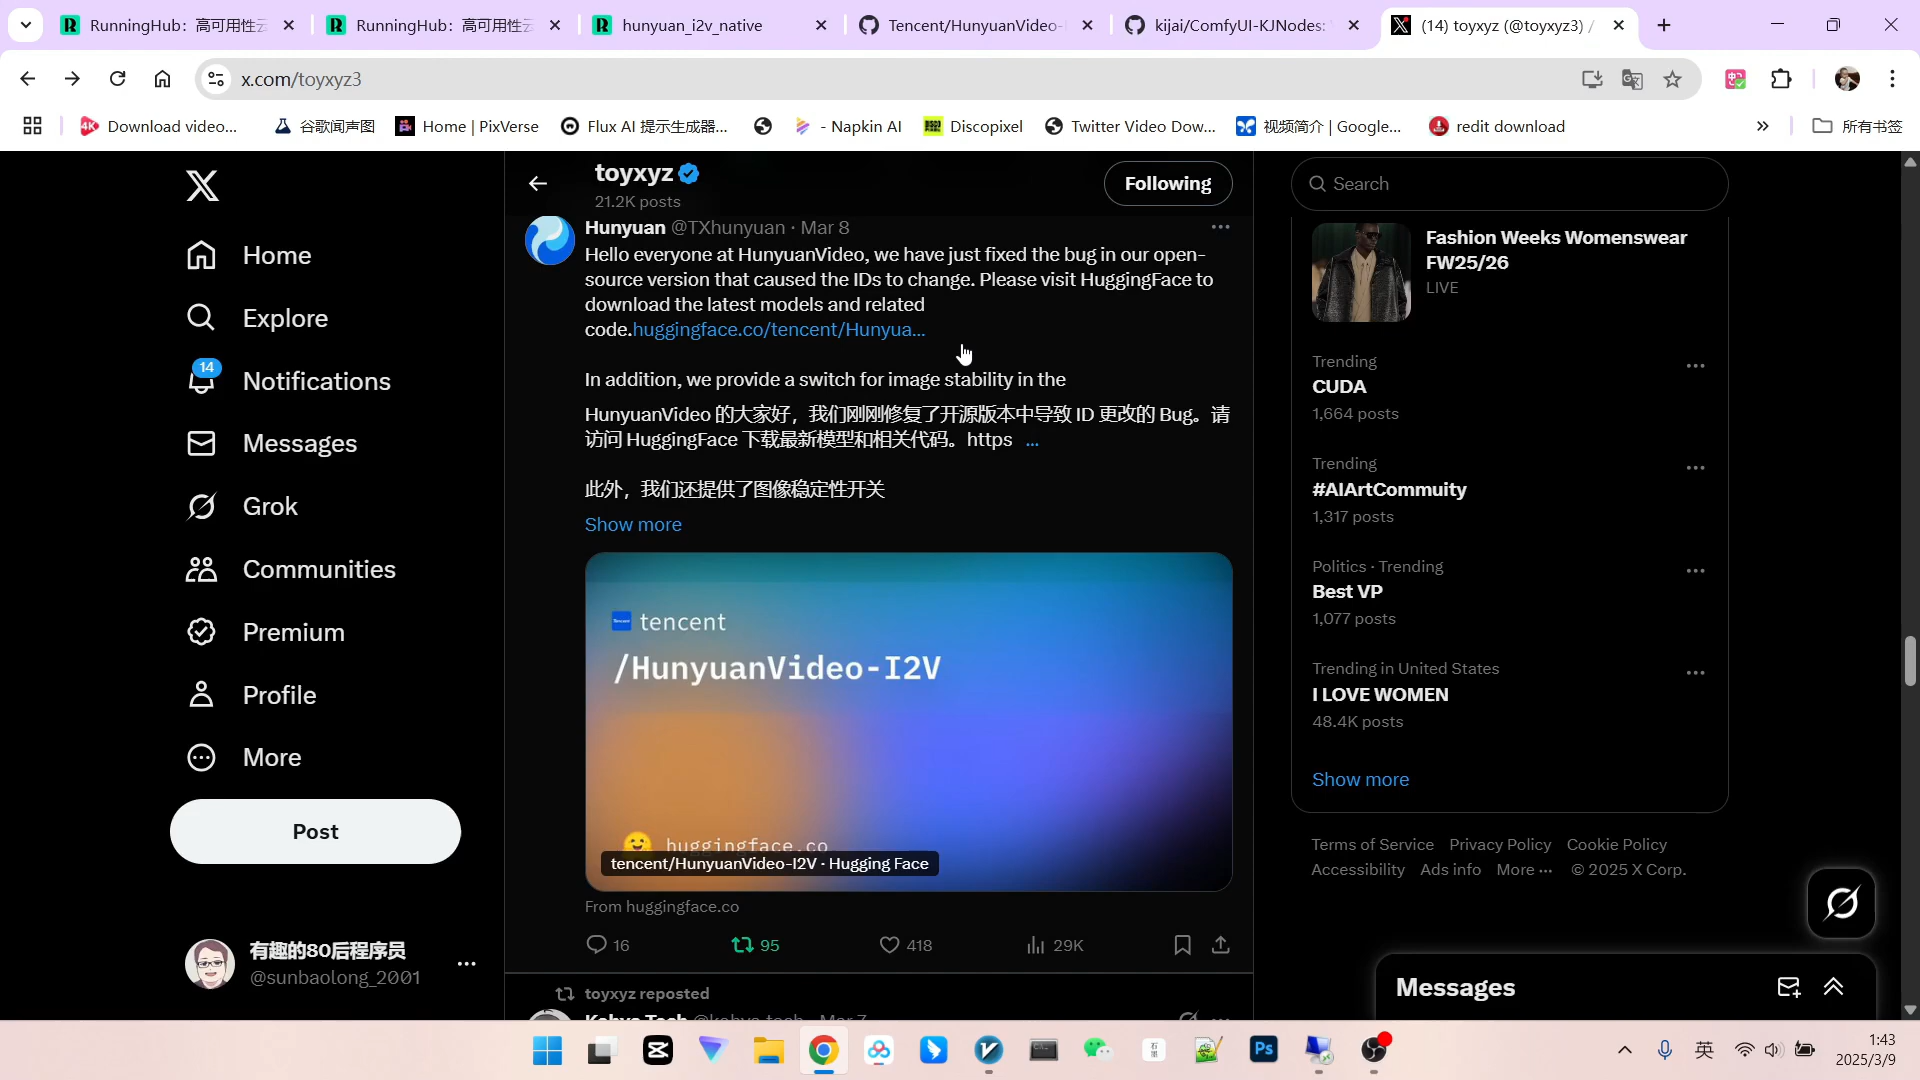 RunningHub：高可用性云
RunningHub：高可用性云
hunyuan_i2v_native
Tencent/HunyuanVideo-
kijai/ComfyUI-KJNodes:
(14) toyxyz (@toyxyz3) /
x.com/toyxyz3
Download video...
谷歌闻声图
Home | PixVerse
Flux AI 提示生成器...
- Napkin AI
Discopixel
Twitter Video Dow...
视频简介 | Google...
redit download
所有书签
toyxyz
21.2K posts
Following
Search
Home
Explore
14
Notifications
Messages
Grok
Communities
Premium
Profile
More
Post
有趣的80后程序员
@sunbaolong_2001
Hunyuan @TXhunyuan · Mar 8
Hello everyone at HunyuanVideo, we have just fixed the bug in our open-
source version that caused the IDs to change. Please visit HuggingFace to
download the latest models and related
code.huggingface.co/tencent/Hunyua...
In addition, we provide a switch for image stability in the
HunyuanVideo 的大家好，我们刚刚修复了开源版本中导致 ID 更改的 Bug。请
访问 HuggingFace 下载最新模型和相关代码。https ...
此外，我们还提供了图像稳定性开关
Show more
tencent
/HunyuanVideo-I2V
huggingface.co
tencent/HunyuanVideo-I2V · Hugging Face
From huggingface.co
16
95
418
29K
toyxyz reposted
Fashion Weeks Womenswear
FW25/26
LIVE
Trending
CUDA
1,664 posts
Trending
#AIArtCommuity
1,317 posts
Politics · Trending
Best VP
1,077 posts
Trending in United States
I LOVE WOMEN
48.4K posts
Show more
Terms of Service Privacy Policy Cookie Policy
Accessibility Ads info More ··· © 2025 X Corp.
Messages
Ps
英
1:43
2025/3/9